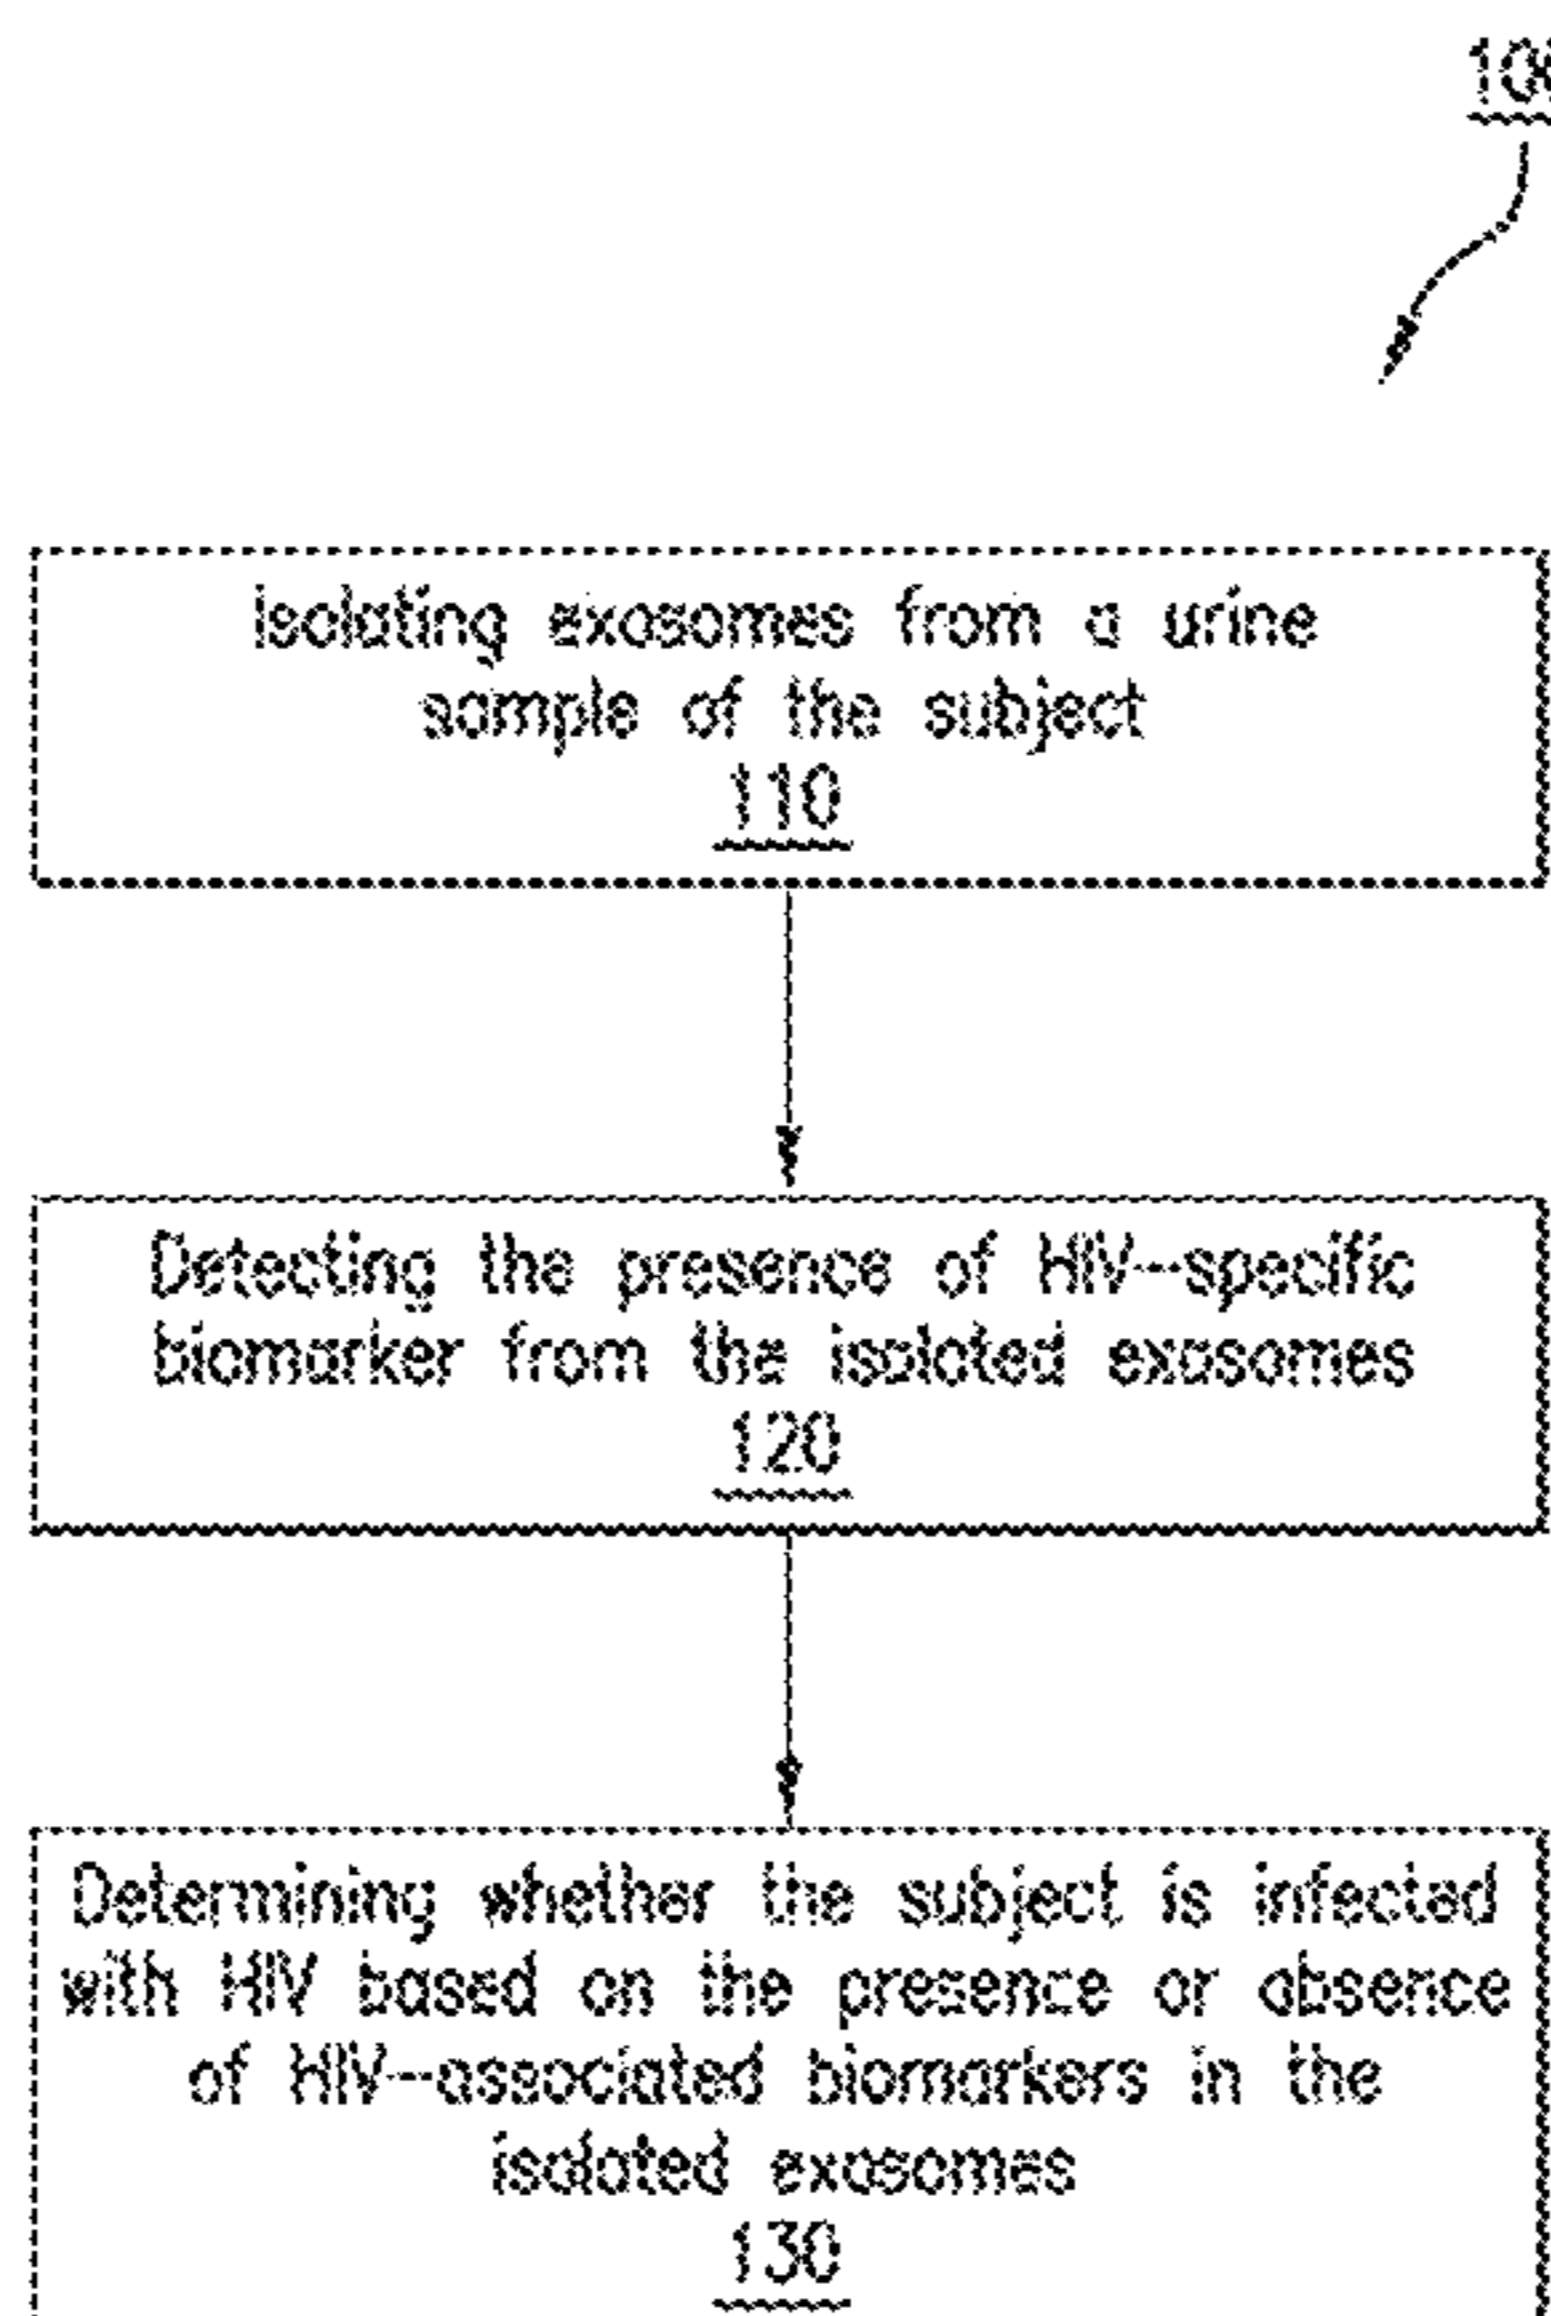 isolating exosomes from a urine
sample of the subject
110
Detecting the presence of HIV-specific
biomarker from the isolated exosomes
120
Determining whether the subject is infected
with HIV based on the presence or absence
of HIV-associated biomarkers in the
isolated exosomes
130